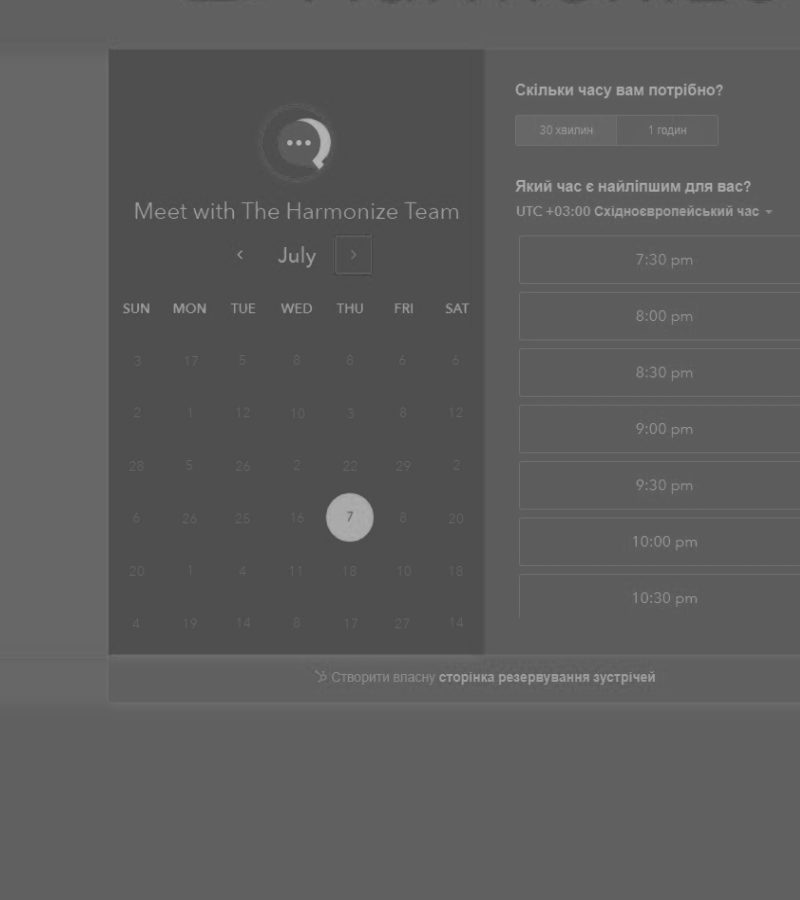 Meet with The Harmonize Team
July
SUN MON TUE WED THU FRI SAT
3 17 5 8 8 6 6
2 1 12 10 3 8 12
28 5 26 2 22 29 2
6 26 25 16 7 8 20
20 1 4 11 18 10 18
4 19 14 8 17 27 14
Скільки часу вам потрібно?
30 хвилин 1 годин
Який час є найліпшим для вас?
UTC +03:00 Східноєвропейський час
7:30 pm
8:00 pm
8:30 pm
9:00 pm
9:30 pm
10:00 pm
10:30 pm
Створити власну сторінка резервування зустрічей